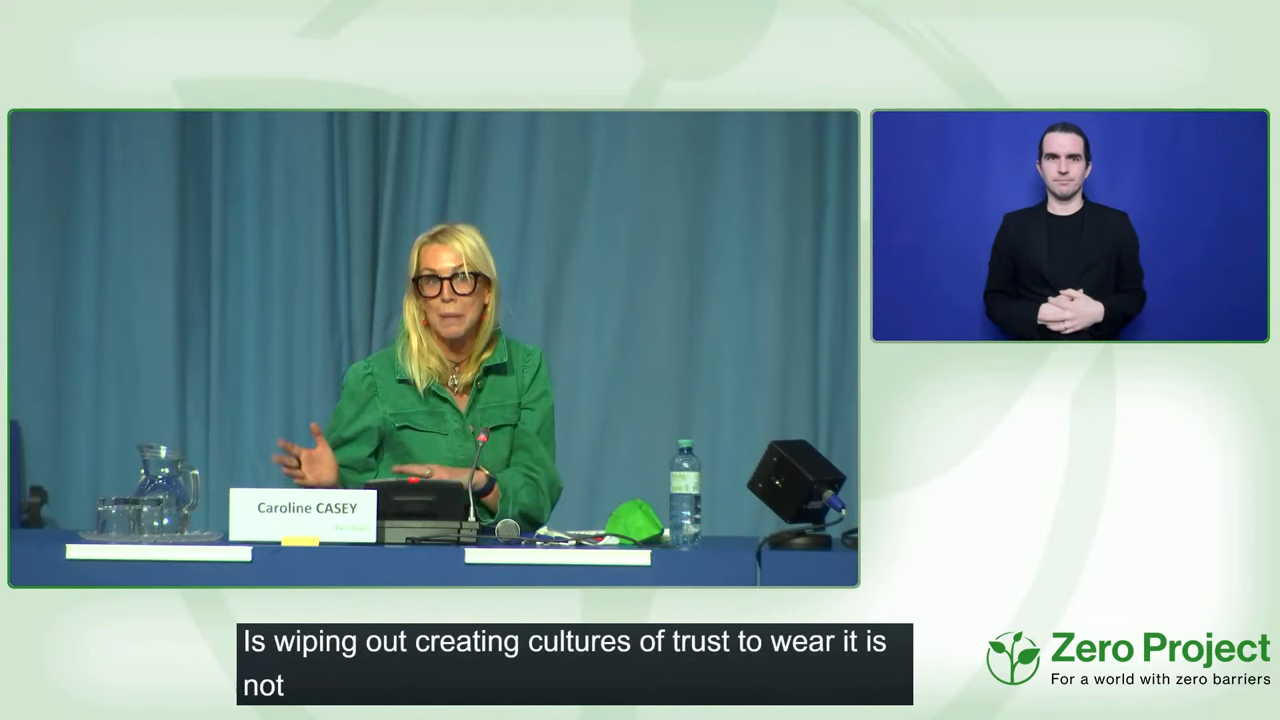 Caroline CASEY
Is wiping out creating cultures of trust to wear it is
not
Zero Project
For a world with zero barriers